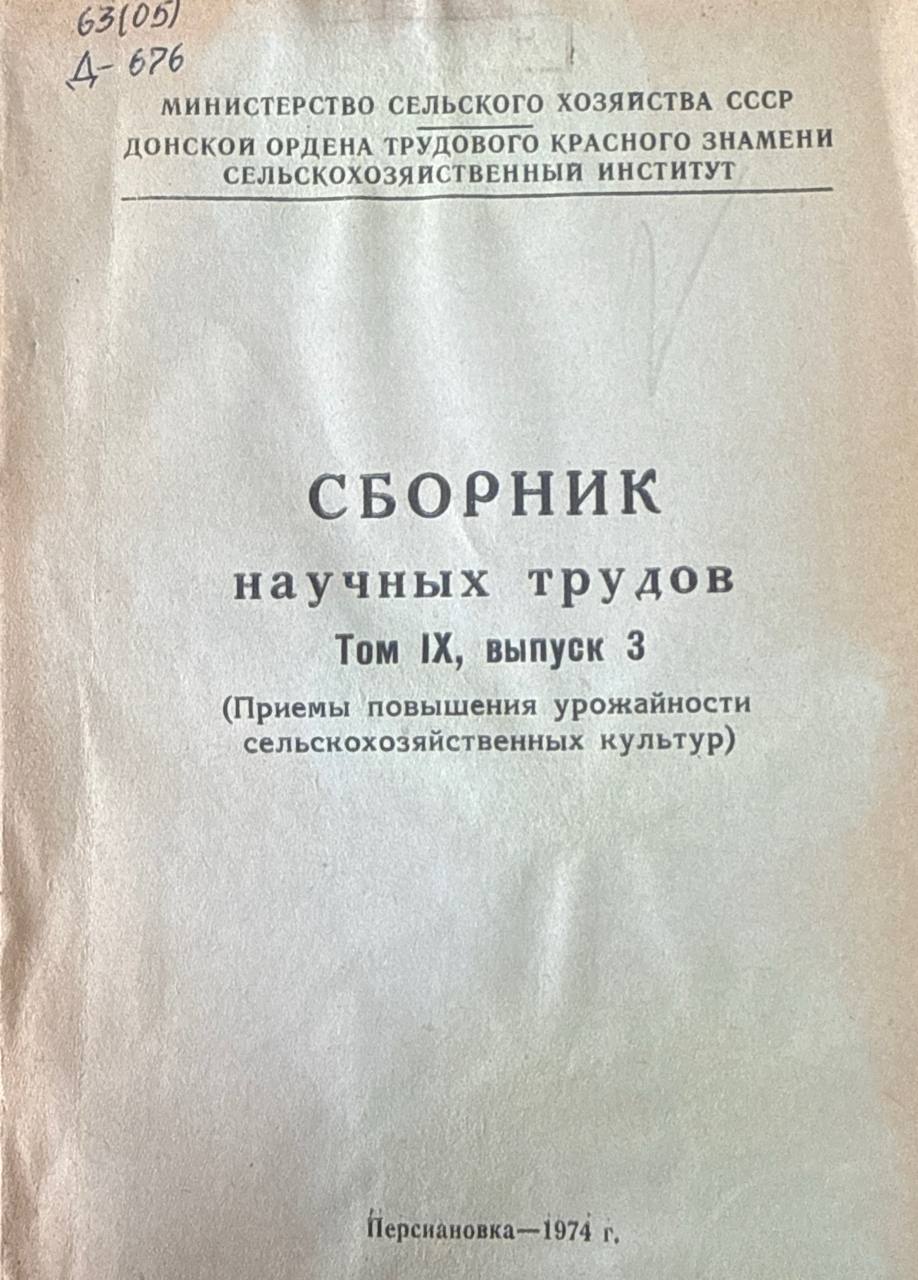 63(05)
Д-676
МИНИСТЕРСТВО СЕЛЬСКОГО ХОЗЯЙСТВА СССР
ДОНСКОЙ ОРДЕНА ТРУДОВОГО КРАСНОГО ЗНАМЕНИ
СЕЛЬСКОХОЗЯЙСТВЕННЫЙ ИНСТИТУТ
СБОРНИК
научных трудов
Том IX, выпуск 3
(Приемы повышения урожайности
сельскохозяйственных культур)
Персиановка—1974 г.